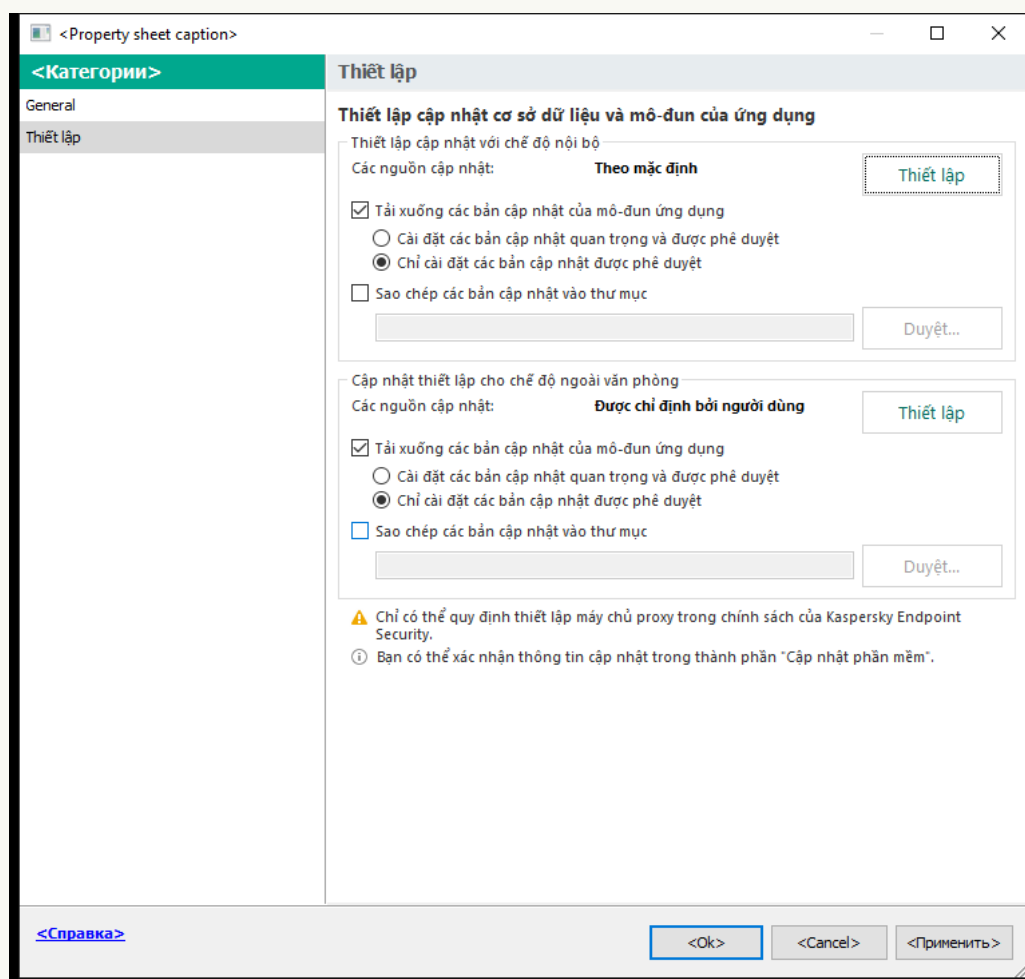 <Property sheet caption>
<Категории>
General
Thiết lập
Thiết lập
Thiết lập cập nhật cơ sở dữ liệu và mô-đun của ứng dụng
Thiết lập cập nhật với chế độ nội bộ
Các nguồn cập nhật: Theo mặc định
Thiết lập
Tải xuống các bản cập nhật của mô-đun ứng dụng
Cài đặt các bản cập nhật quan trọng và được phê duyệt
Chỉ cài đặt các bản cập nhật được phê duyệt
Sao chép các bản cập nhật vào thư mục
Duyệt...
Cập nhật thiết lập cho chế độ ngoài văn phòng
Các nguồn cập nhật: Được chỉ định bởi người dùng
Thiết lập
Tải xuống các bản cập nhật của mô-đun ứng dụng
Cài đặt các bản cập nhật quan trọng và được phê duyệt
Chỉ cài đặt các bản cập nhật được phê duyệt
Sao chép các bản cập nhật vào thư mục
Duyệt...
Chỉ có thể quy định thiết lập máy chủ proxy trong chính sách của Kaspersky Endpoint
Security.
Bạn có thể xác nhận thông tin cập nhật trong thành phần "Cập nhật phần mềm".
<Справка>
<Ok> <Cancel> <Применить>